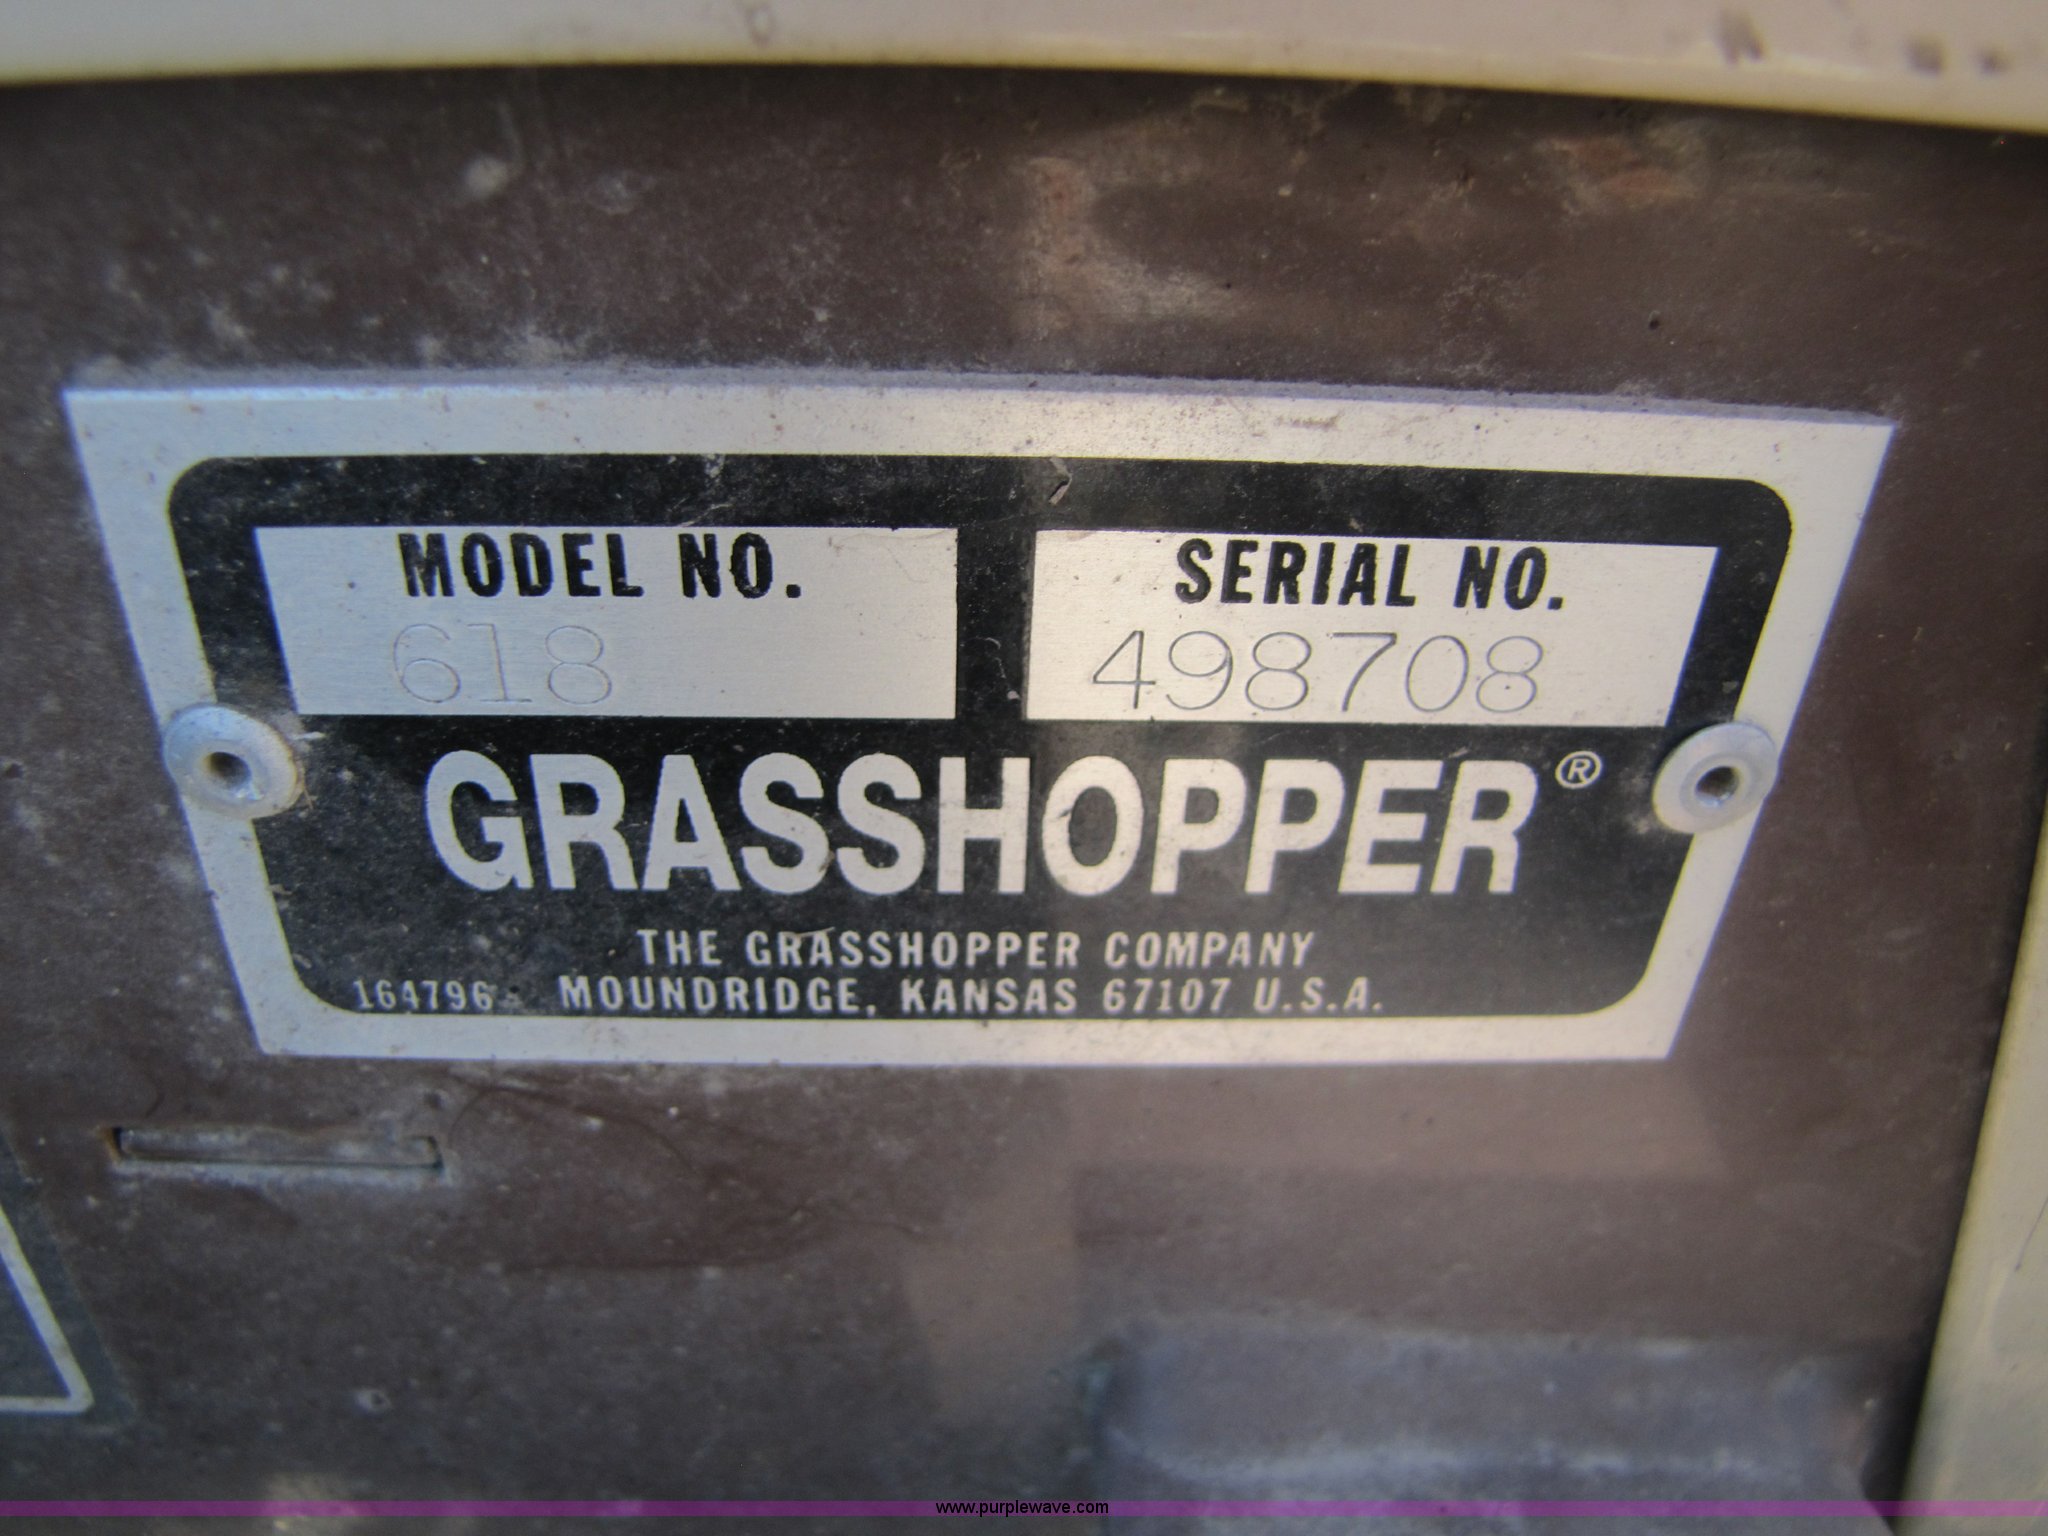 MODEL NO.
618
SERIAL NO.
498708
GRASSHOPPER®
THE GRASSHOPPER COMPANY
164796 MOUNDRIDGE, KANSAS 67107 U.S.A.
www.purplewave.com